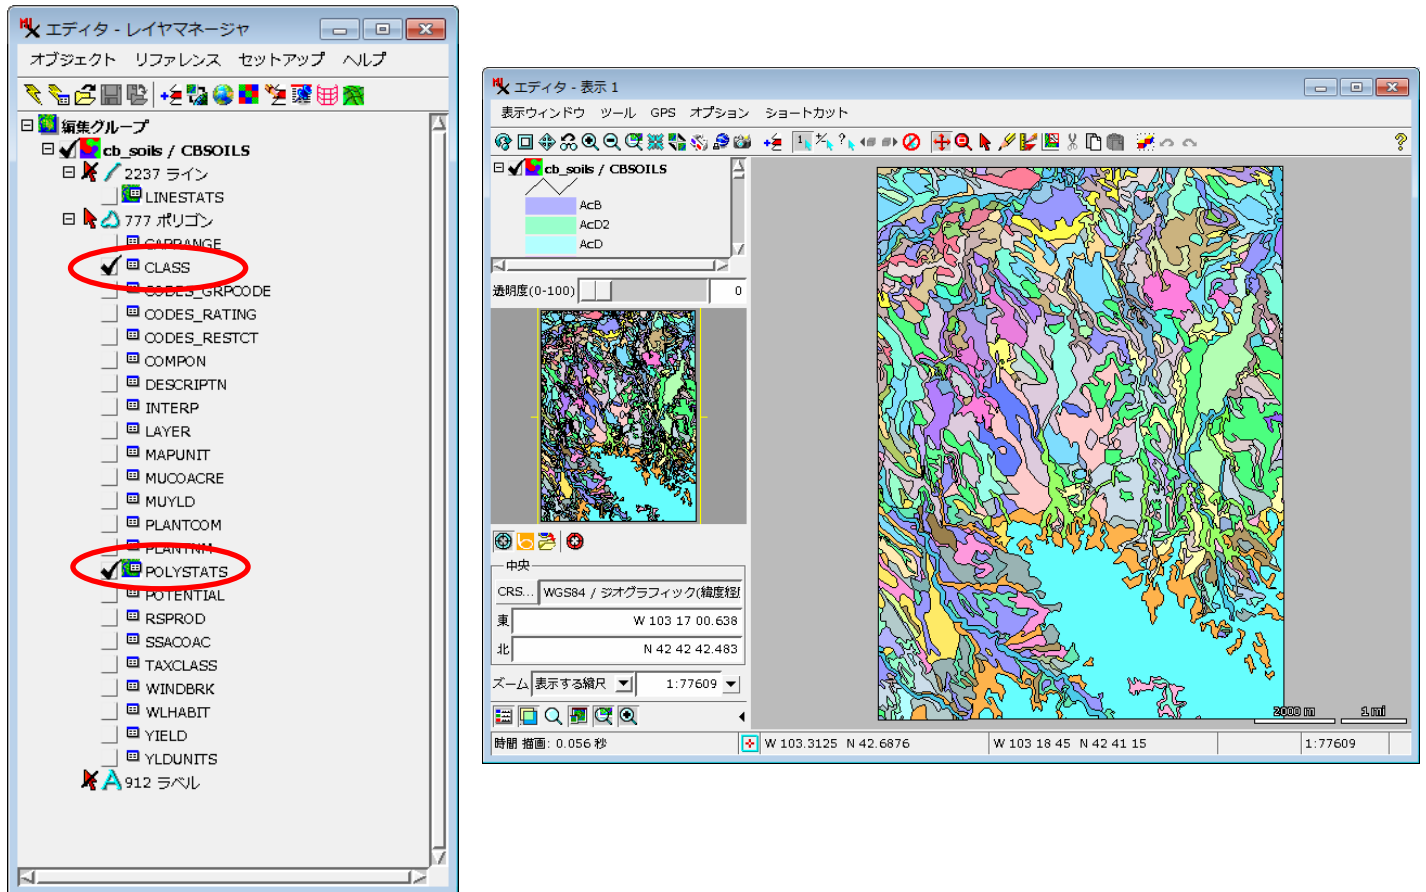 エディタ - レイヤマネージャ
オブジェクト リファレンス セットアップ ヘルプ
編集グループ
cb_soils / CBSOILS
2237 ライン
LINESTATS
777 ポリゴン
CARRANGE
CLASS
CODES_GRPCODE
CODES_RATING
CODES_RESTCT
COMPON
DESCRIPTN
INTERP
LAYER
MAPUNIT
MUCOACRE
MUYLD
PLANTCOM
PLANTNM
POLYSTATS
POTENTIAL
RSPROD
SSACOAC
TAXCLASS
WINDBRK
WLHABIT
YIELD
YLDUNITS
912 ラベル
エディタ - 表示 1
表示ウィンドウ ツール GPS オプション ショートカット
cb_soils / CBSOILS
AcB
AcD2
AcD
透明度(0-100) 0
中央
CRS... WGS84 / ジオグラフィック(緯度経
東 W 103 17 00.638
北 N 42 42 42.483
ズーム 表示する縮尺 1:77609
2000 m 1 mi
時間 描画: 0.056 秒 W 103.3125 N 42.6876 W 103 18 45 N 42 41 15 1:77609